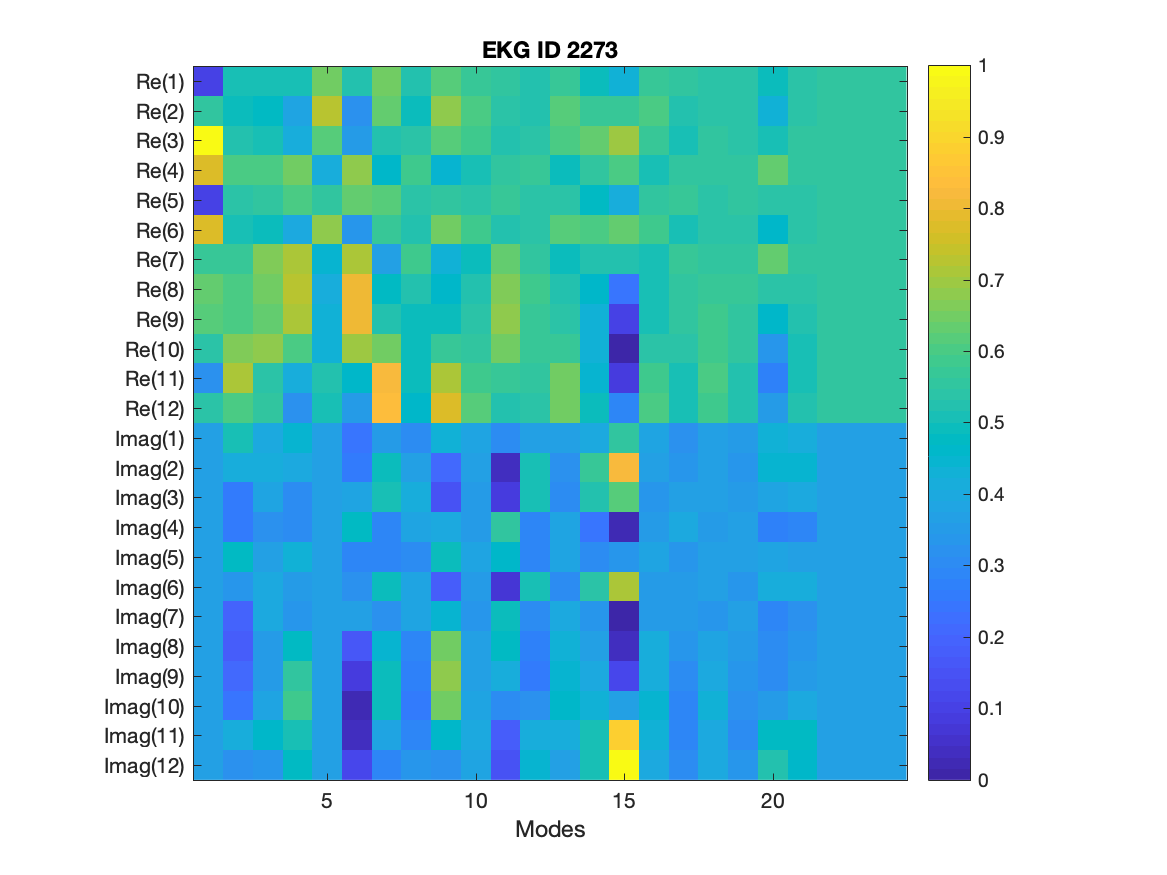 EKG ID 2273
Re(1)
Re(2)
Re(3)
Re(4)
Re(5)
Re(6)
Re(7)
Re(8)
Re(9)
Re(10)
Re(11)
Re(12)
Imag(1)
Imag(2)
Imag(3)
Imag(4)
Imag(5)
Imag(6)
Imag(7)
Imag(8)
Imag(9)
Imag(10)
Imag(11)
Imag(12)
5 10 15 20
Modes
1
0.9
0.8
0.7
0.6
0.5
0.4
0.3
0.2
0.1
0